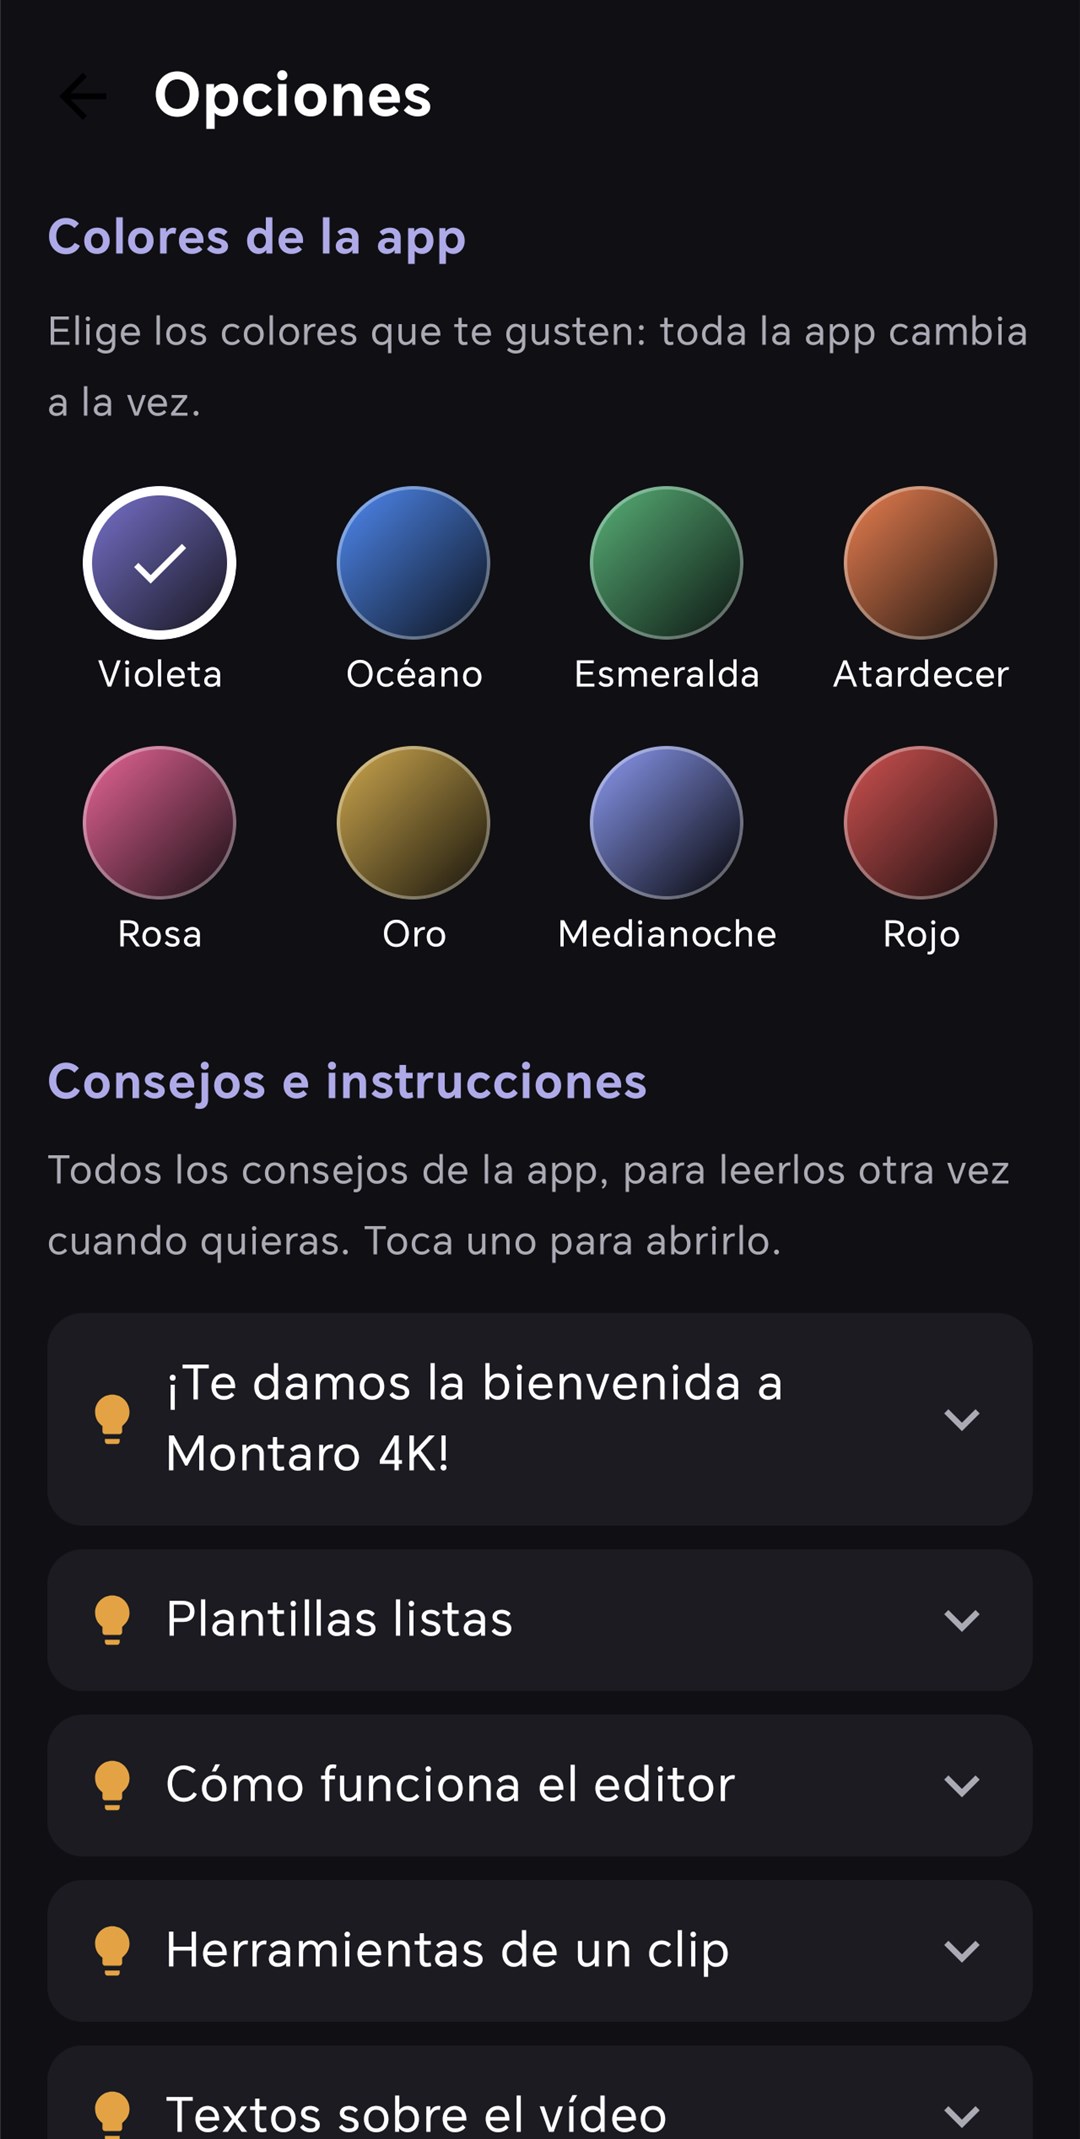 Opciones
Colores de la app
Elige los colores que te gusten: toda la app cambia
a la vez.
Violeta
Océano
Esmeralda
Atardecer
Rosa
Oro
Medianoche
Rojo
Consejos e instrucciones
Todos los consejos de la app, para leerlos otra vez
cuando quieras. Toca uno para abrirlo.
¡Te damos la bienvenida a
Montaro 4K!
Plantillas listas
Cómo funciona el editor
Herramientas de un clip
Textos sobre el vídeo